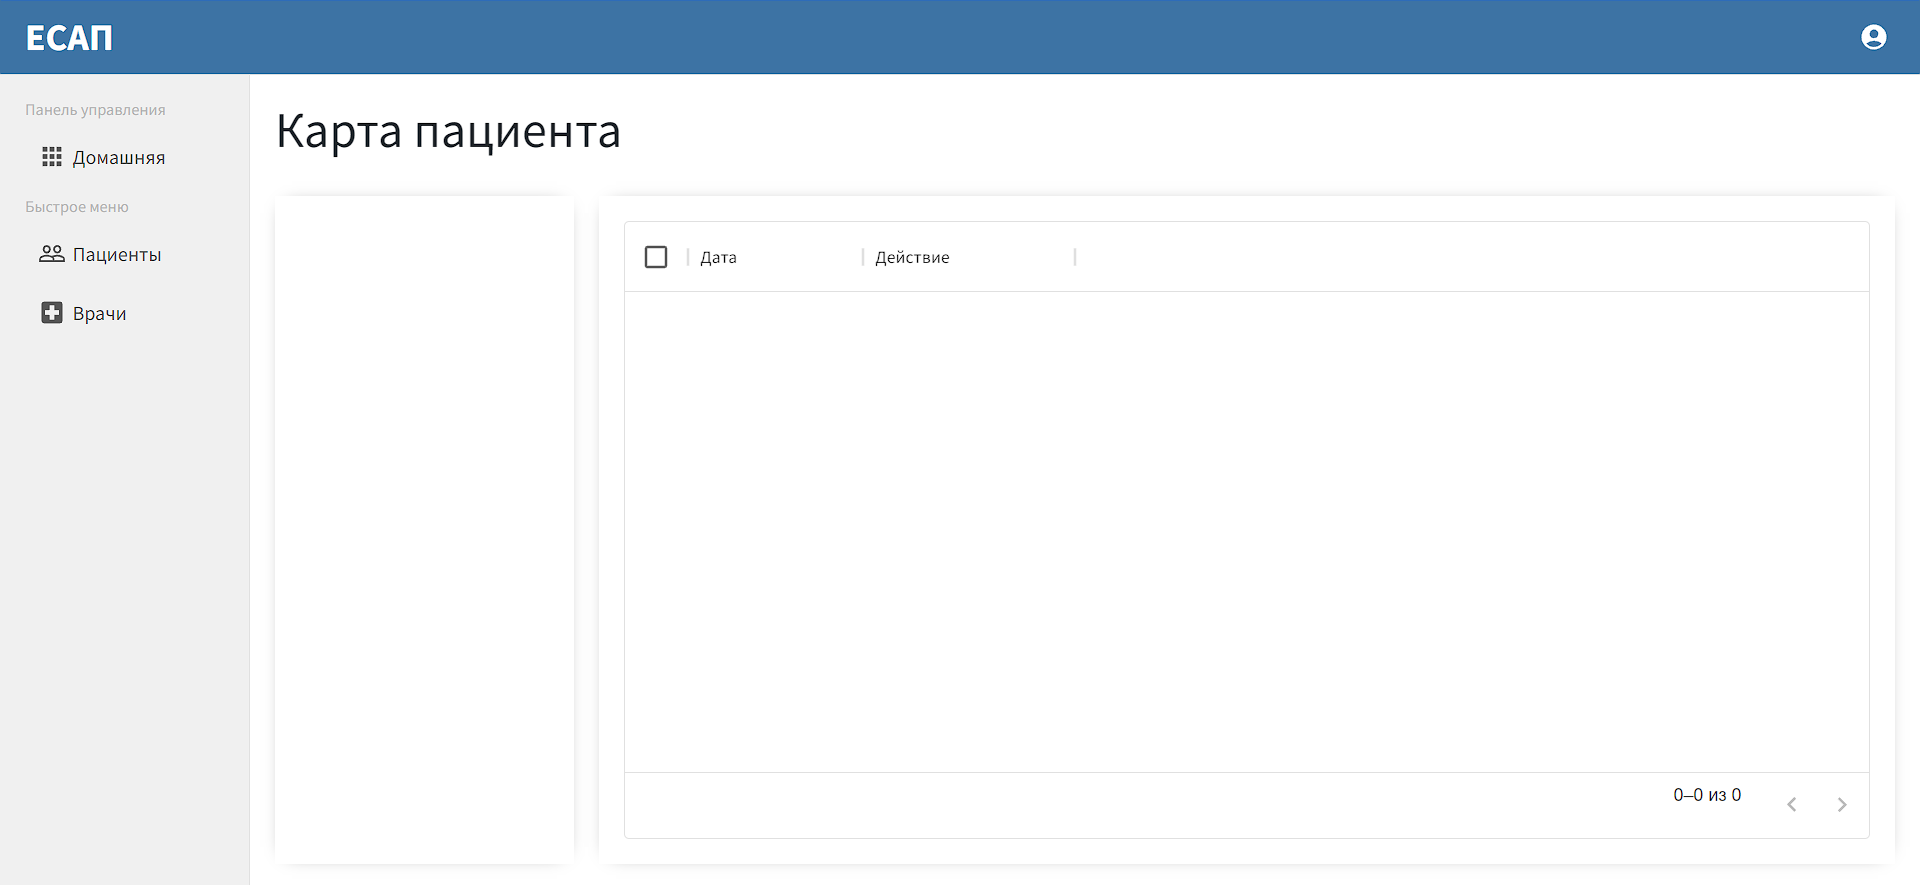 ЕСАП
Панель управления
Домашняя
Быстрое меню
Пациенты
Врачи
Карта пациента
Дата
Действие
0–0 из 0